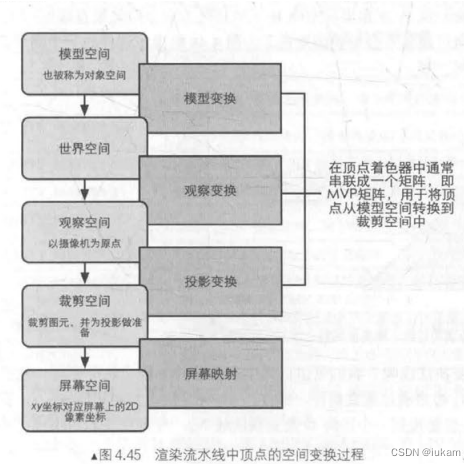 模型空间
也被称为对象空间
模型变换
世界空间
在顶点着色器中通常
串联成一个矩阵，即
MVP矩阵，用于将顶
点从模型空间转换到
裁剪空间中
观察变换
观察空间
以摄像机为原点
投影变换
裁剪空间
裁剪图元、并为投影做准
备
屏幕映射
屏幕空间
xy坐标对应屏幕上的2D
像素坐标
▲图4.45 渲染流水线中顶点的空间变换过程
CSDN @iukam